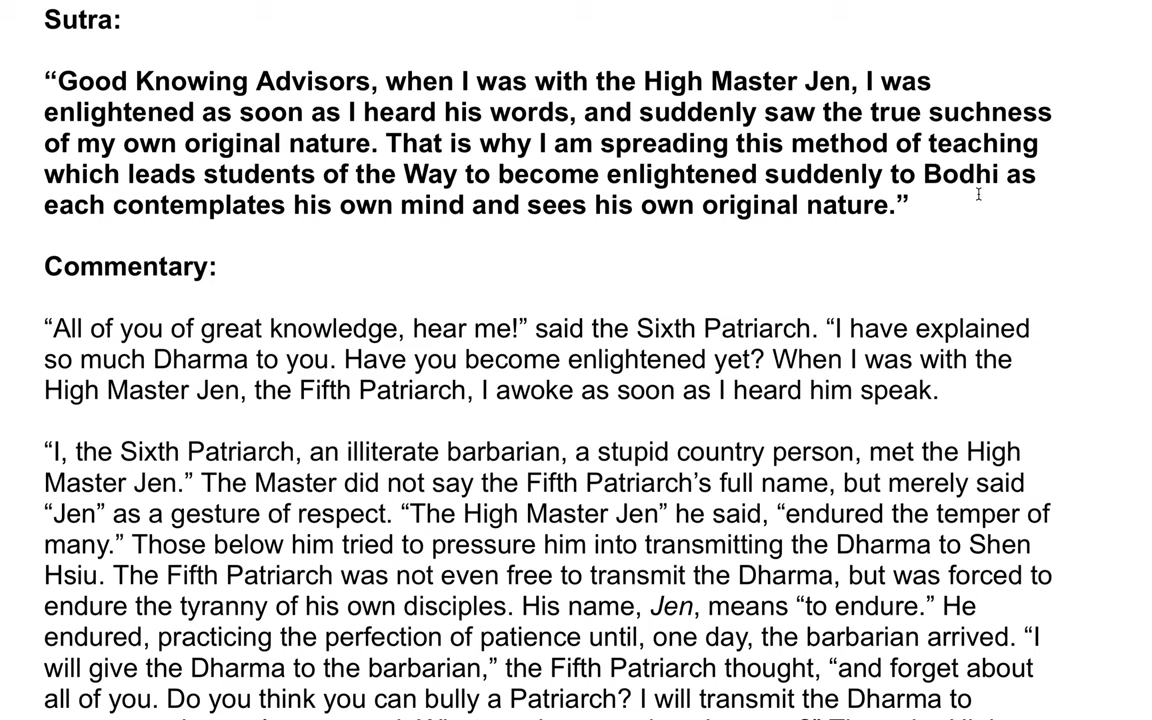 Sutra:
“Good Knowing Advisors, when I was with the High Master Jen, I was
enlightened as soon as I heard his words, and suddenly saw the true suchness
of my own original nature. That is why I am spreading this method of teaching
which leads students of the Way to become enlightened suddenly to Bodhi as
each contemplates his own mind and sees his own original nature.”
Commentary:
“All of you of great knowledge, hear me!” said the Sixth Patriarch. “I have explained
so much Dharma to you. Have you become enlightened yet? When I was with the
High Master Jen, the Fifth Patriarch, I awoke as soon as I heard him speak.
“I, the Sixth Patriarch, an illiterate barbarian, a stupid country person, met the High
Master Jen.” The Master did not say the Fifth Patriarch’s full name, but merely said
“Jen” as a gesture of respect. “The High Master Jen” he said, “endured the temper of
many.” Those below him tried to pressure him into transmitting the Dharma to Shen
Hsiu. The Fifth Patriarch was not even free to transmit the Dharma, but was forced to
endure the tyranny of his own disciples. His name, Jen, means “to endure.” He
endured, practicing the perfection of patience until, one day, the barbarian arrived. “I
will give the Dharma to the barbarian,” the Fifth Patriarch thought, “and forget about
all of you. Do you think you can bully a Patriarch? I will transmit the Dharma to